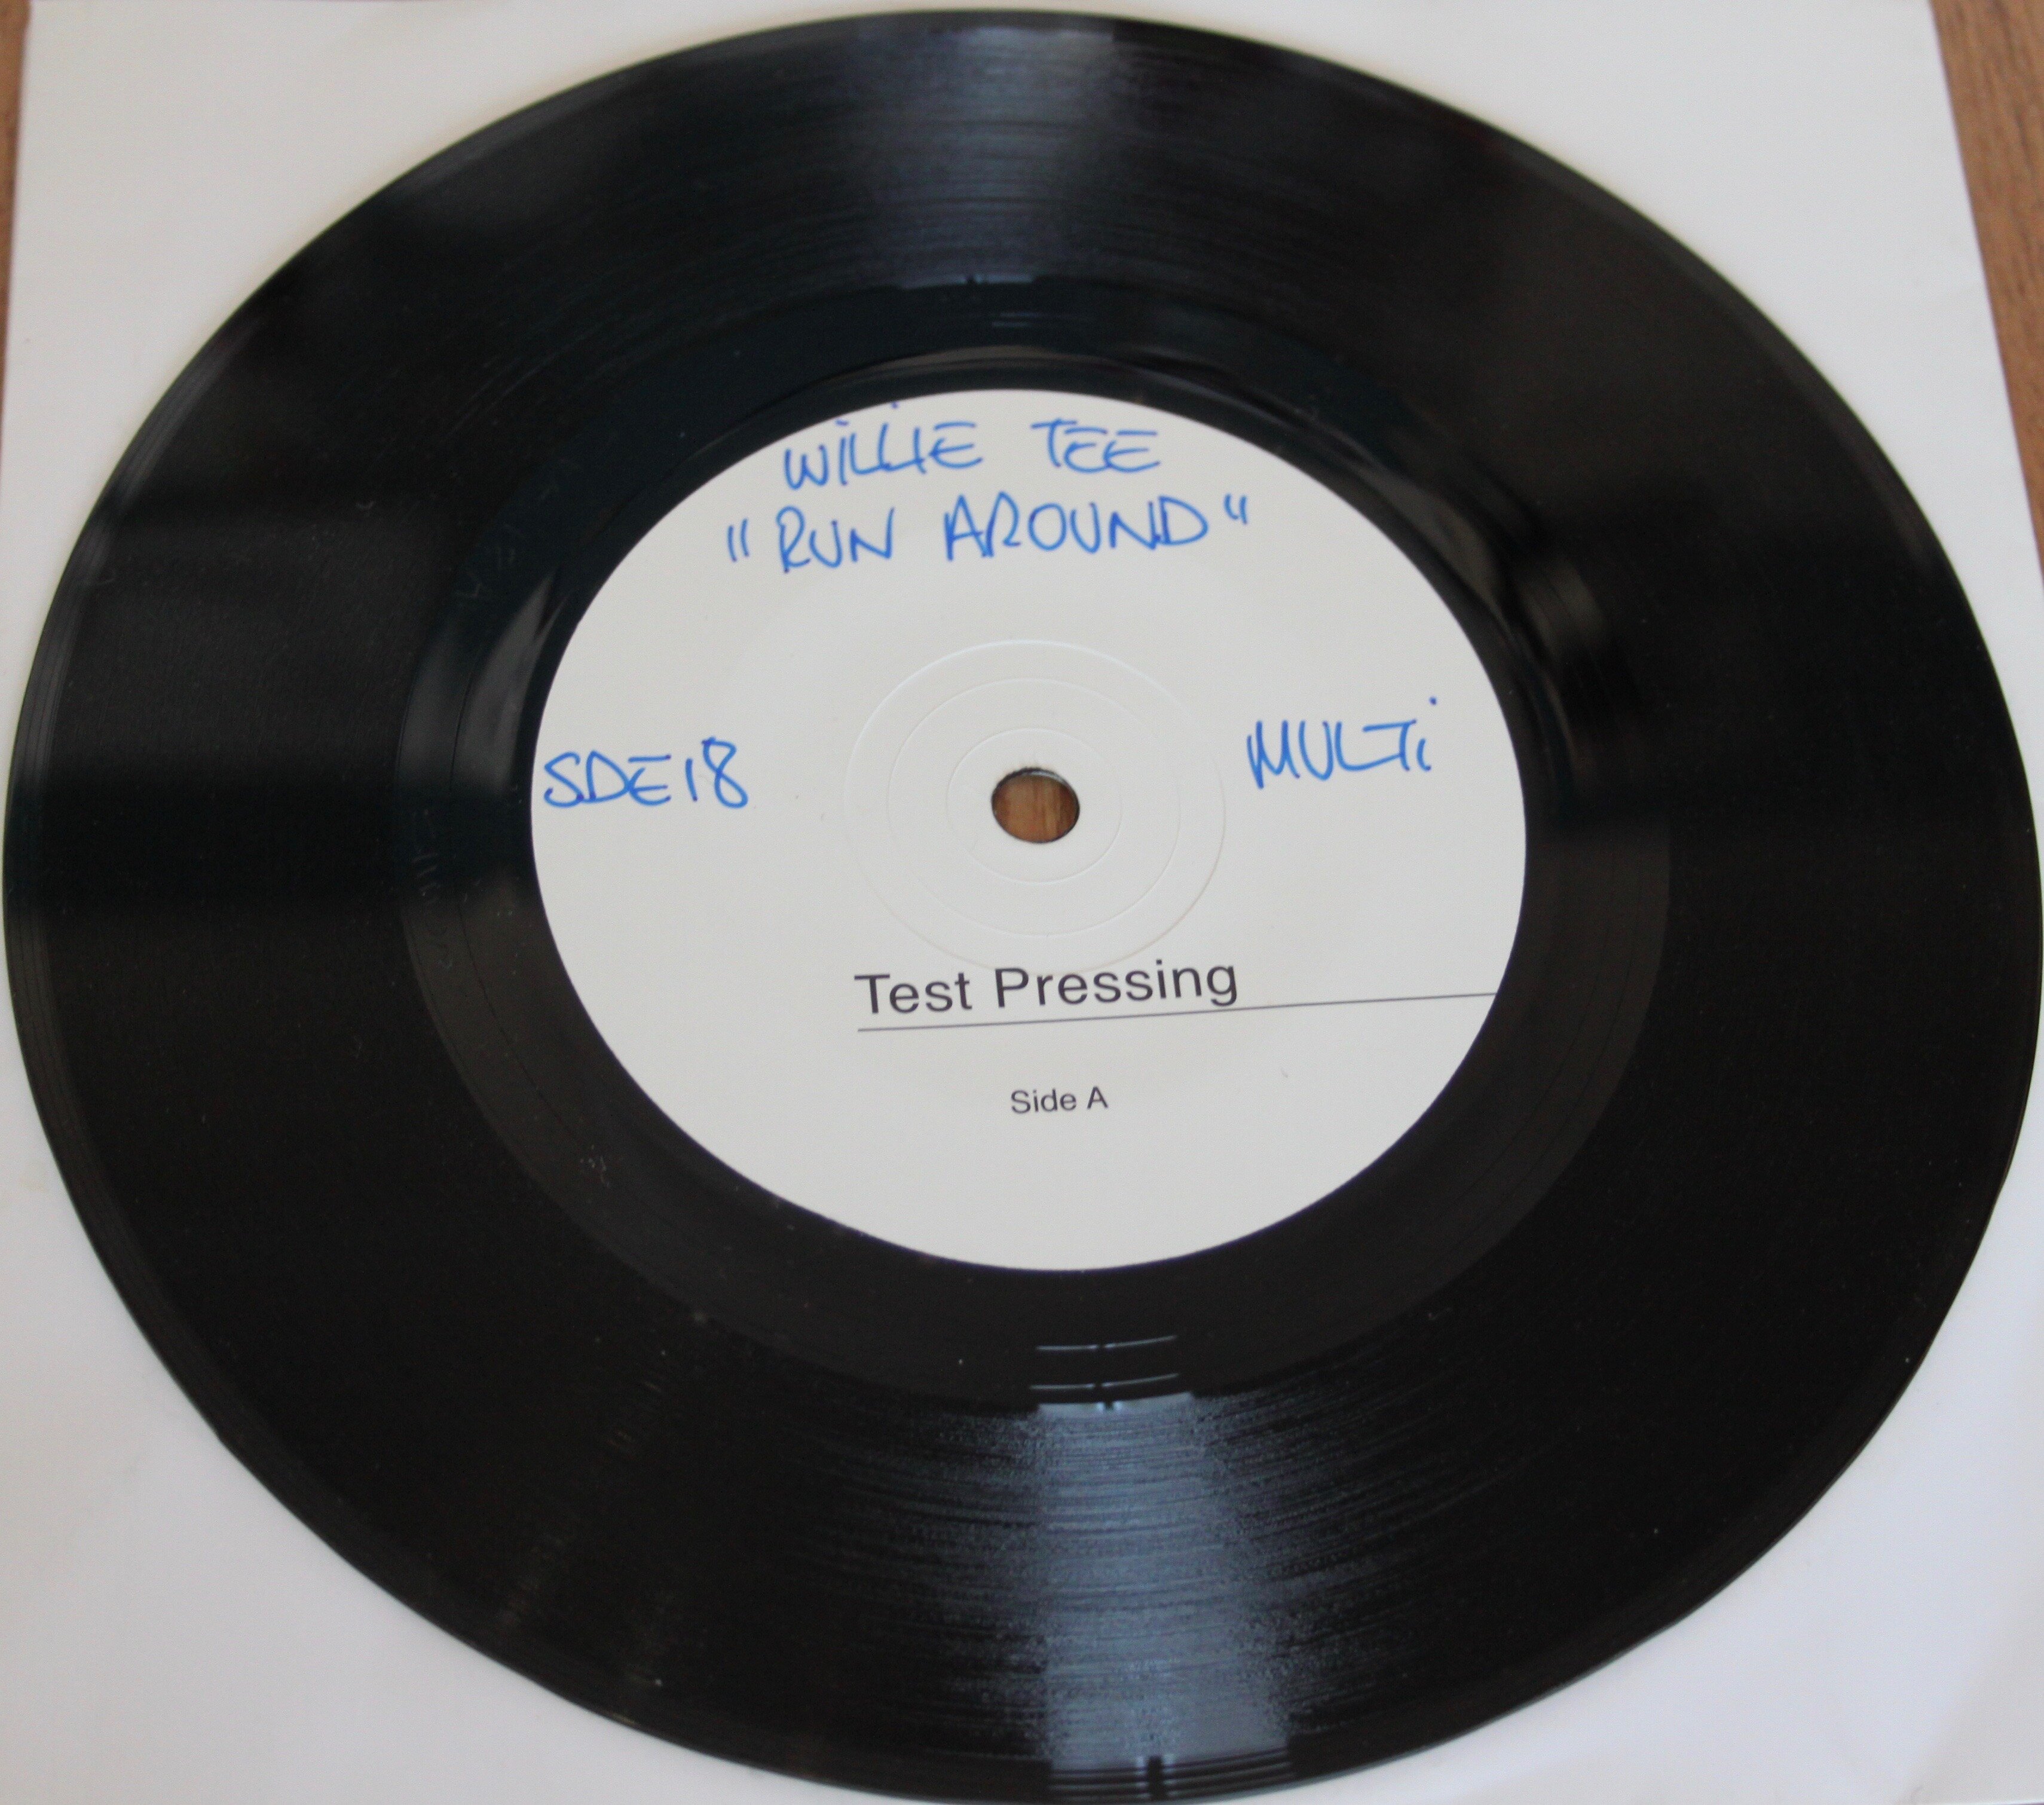 WILLIE TEE
"RUN AROUND"
SDE18 MULTi
Test Pressing
Side A